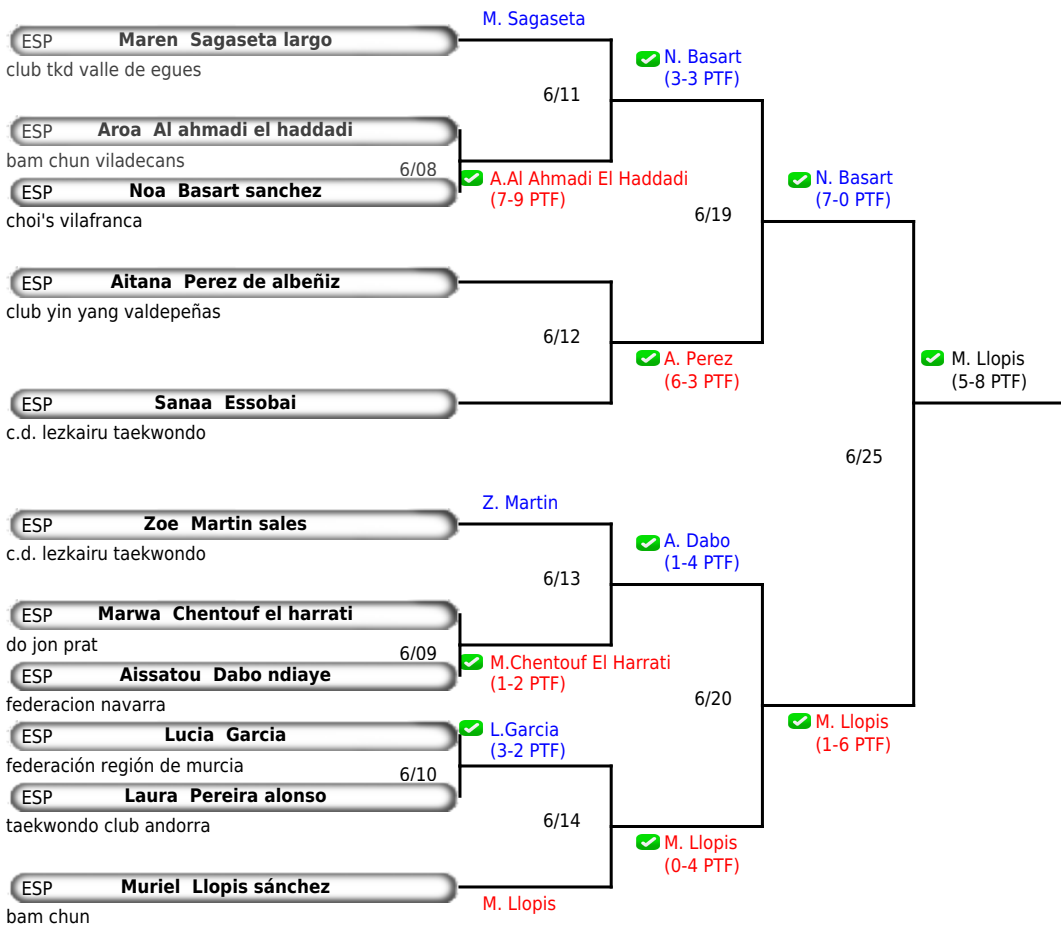 M. Sagaseta
ESP Maren Sagaseta largo
club tkd valle de egues
N. Basart
(3-3 PTF)
6/11
ESP Aroa Al ahmadi el haddadi
bam chun viladecans
6/08
ESP Noa Basart sanchez
choi's vilafranca
A.Al Ahmadi El Haddadi
(7-9 PTF)
N. Basart
(7-0 PTF)
6/19
ESP Aitana Perez de albeñiz
club yin yang valdepeñas
6/12
A. Perez
(6-3 PTF)
M. Llopis
(5-8 PTF)
ESP Sanaa Essobai
c.d. lezkairu taekwondo
6/25
Z. Martin
ESP Zoe Martin sales
c.d. lezkairu taekwondo
A. Dabo
(1-4 PTF)
6/13
ESP Marwa Chentouf el harrati
do jon prat
6/09
M.Chentouf El Harrati
(1-2 PTF)
ESP Aissatou Dabo ndiaye
federacion navarra
6/20
M. Llopis
(1-6 PTF)
ESP Lucia Garcia
federación región de murcia
L.Garcia
(3-2 PTF)
6/10
ESP Laura Pereira alonso
taekwondo club andorra
6/14
M. Llopis
(0-4 PTF)
ESP Muriel Llopis sánchez
bam chun
M. Llopis